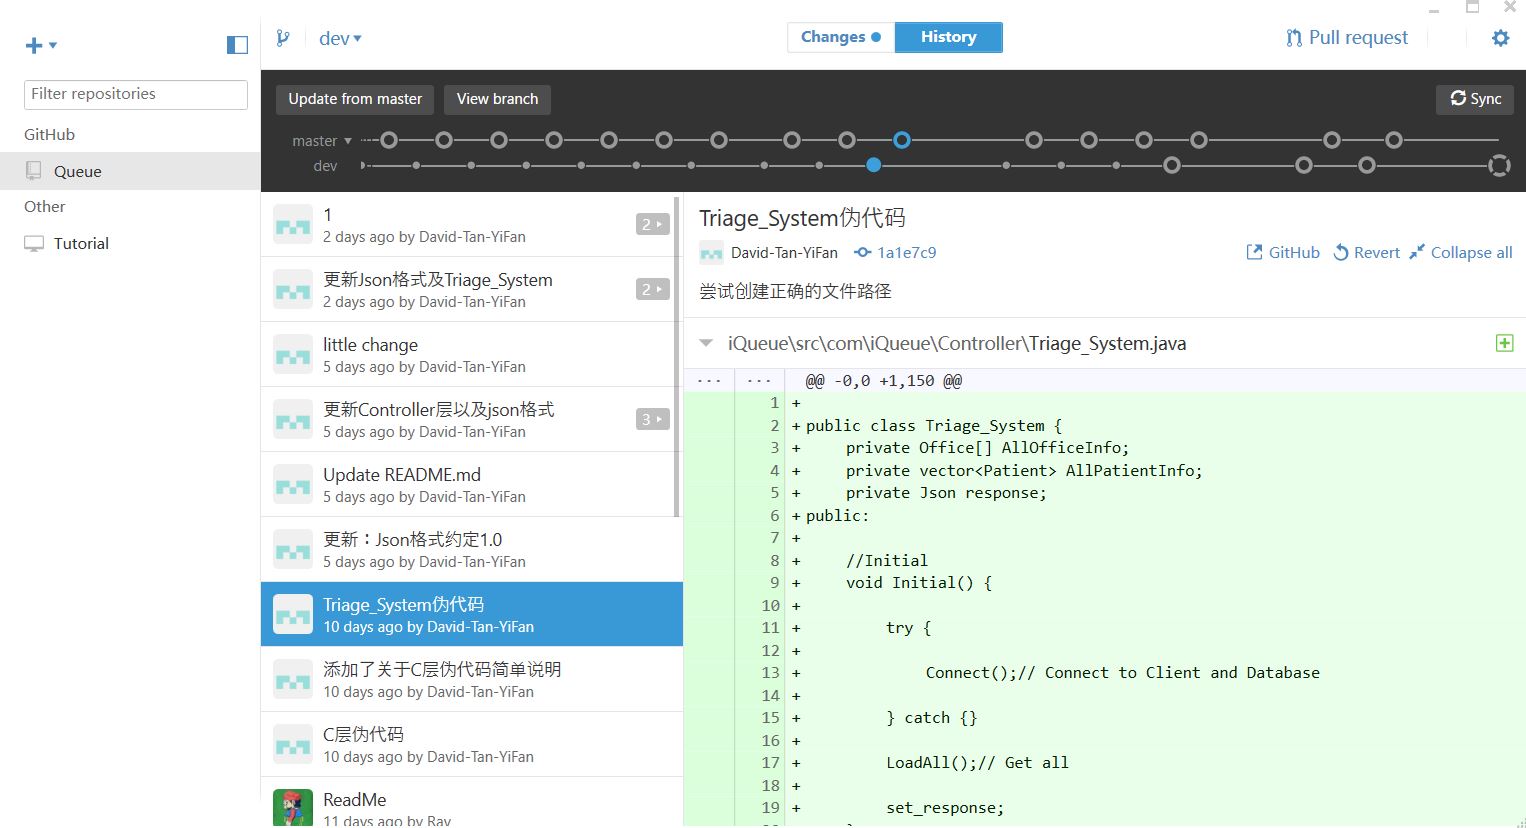 dev
Changes
History
Pull request
Filter repositories
GitHub
Queue
Other
Tutorial
Update from master
View branch
Sync
master
dev
1
2 days ago by David-Tan-YiFan
2
更新Json格式及Triage_System
2 days ago by David-Tan-YiFan
2
little change
5 days ago by David-Tan-YiFan
更新Controller层以及json格式
5 days ago by David-Tan-YiFan
3
Update README.md
5 days ago by David-Tan-YiFan
更新：Json格式约定1.0
5 days ago by David-Tan-YiFan
Triage_System伪代码
10 days ago by David-Tan-YiFan
添加了关于C层伪代码简单说明
10 days ago by David-Tan-YiFan
C层伪代码
10 days ago by David-Tan-YiFan
ReadMe
11 days ago by Ray
Triage_System伪代码
David-Tan-YiFan
1a1e7c9
GitHub
Revert
Collapse all
尝试创建正确的文件路径
iQueue\src\com\iQueue\Controller\Triage_System.java
... ... @@ -0,0 +1,150 @@
1 +
2 +public class Triage_System {
3 + private Office[] AllOfficeInfo;
4 + private vector<Patient> AllPatientInfo;
5 + private Json response;
6 +public:
7 +
8 + //Initial
9 + void Initial() {
10 +
11 + try {
12 +
13 + Connect();// Connect to Client and Database
14 +
15 + } catch {}
16 +
17 + LoadAll();// Get all
18 +
19 + set_response;